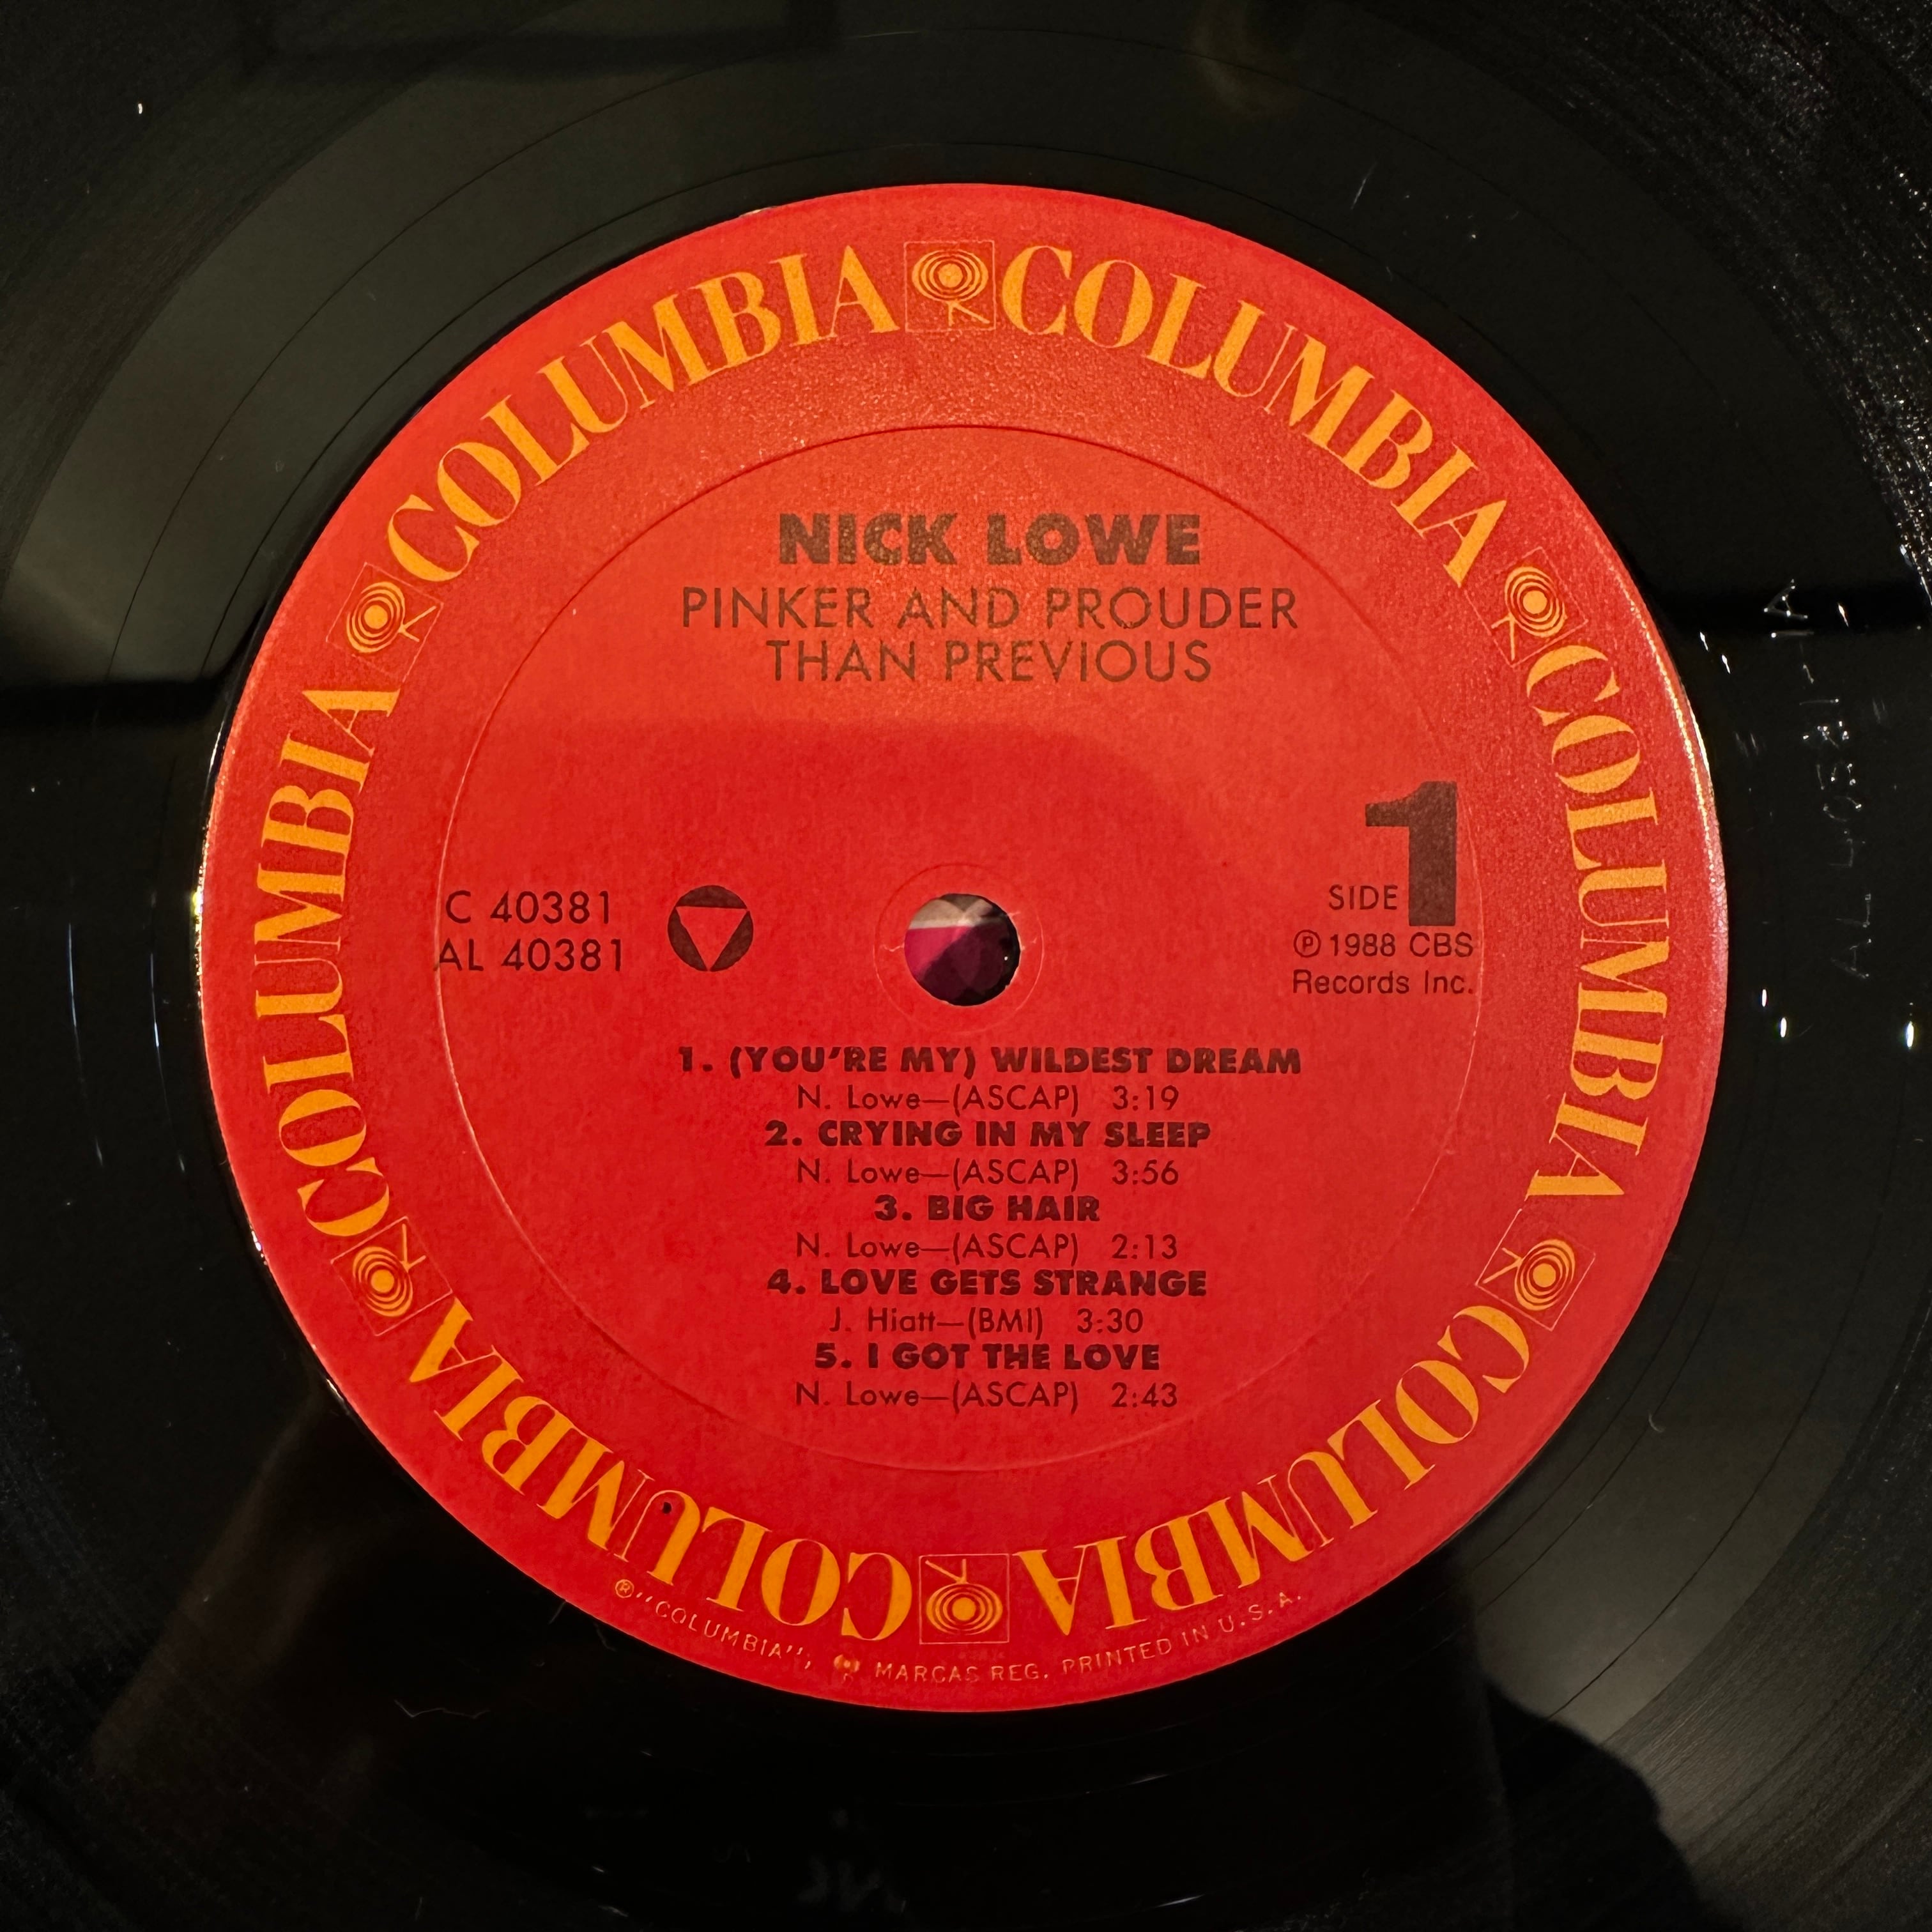 COLUMBIA COLUMBIA COLUMBIA COLUMBIA COLUMBIA COLUMBIA
NICK LOWE
PINKER AND PROUDER
THAN PREVIOUS
C 40381
AL 40381
SIDE 1
Ⓟ 1988 CBS
Records Inc.
1. (YOU'RE MY) WILDEST DREAM
N. Lowe—(ASCAP) 3:19
2. CRYING IN MY SLEEP
N. Lowe—(ASCAP) 3:56
3. BIG HAIR
N. Lowe—(ASCAP) 2:13
4. LOVE GETS STRANGE
J. Hiatt—(BMI) 3:30
5. I GOT THE LOVE
N. Lowe—(ASCAP) 2:43
®"COLUMBIA", MARCAS REG. PRINTED IN U.S.A.